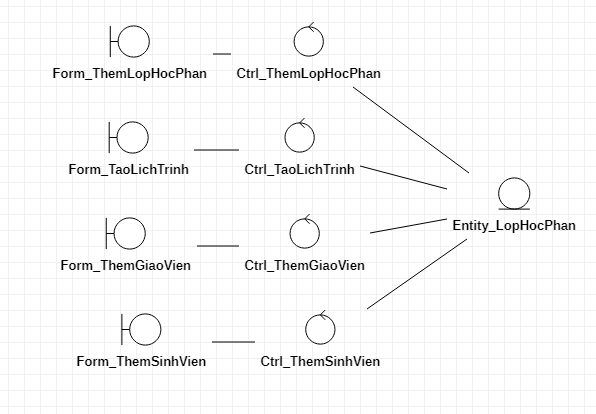 Form_ThemLopHocPhan
Ctrl_ThemLopHocPhan
Form_TaoLichTrinh
Ctrl_TaoLichTrinh
Entity_LopHocPhan
Form_ThemGiaoVien
Ctrl_ThemGiaoVien
Form_ThemSinhVien
Ctrl_ThemSinhVien